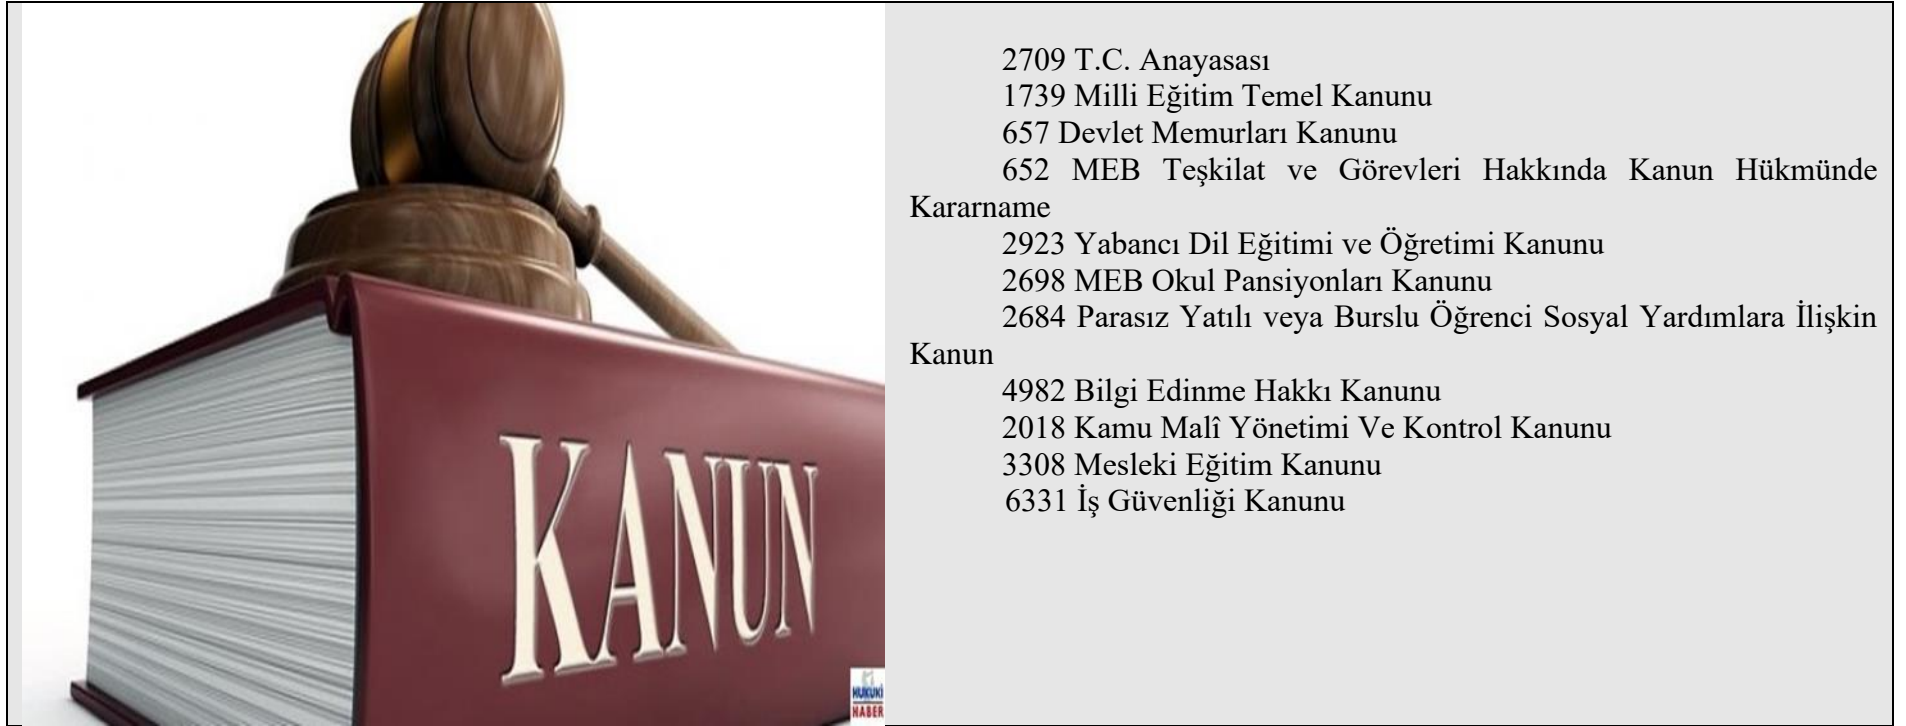 KANUN
HUKUKİ
HABER
2709 T.C. Anayasası
1739 Milli Eğitim Temel Kanunu
657 Devlet Memurları Kanunu
652 MEB Teşkilat ve Görevleri Hakkında Kanun Hükmünde
Kararname
2923 Yabancı Dil Eğitimi ve Öğretimi Kanunu
2698 MEB Okul Pansiyonları Kanunu
2684 Parasız Yatılı veya Burslu Öğrenci Sosyal Yardımlara İlişkin
Kanun
4982 Bilgi Edinme Hakkı Kanunu
2018 Kamu Malî Yönetimi Ve Kontrol Kanunu
3308 Mesleki Eğitim Kanunu
6331 İş Güvenliği Kanunu